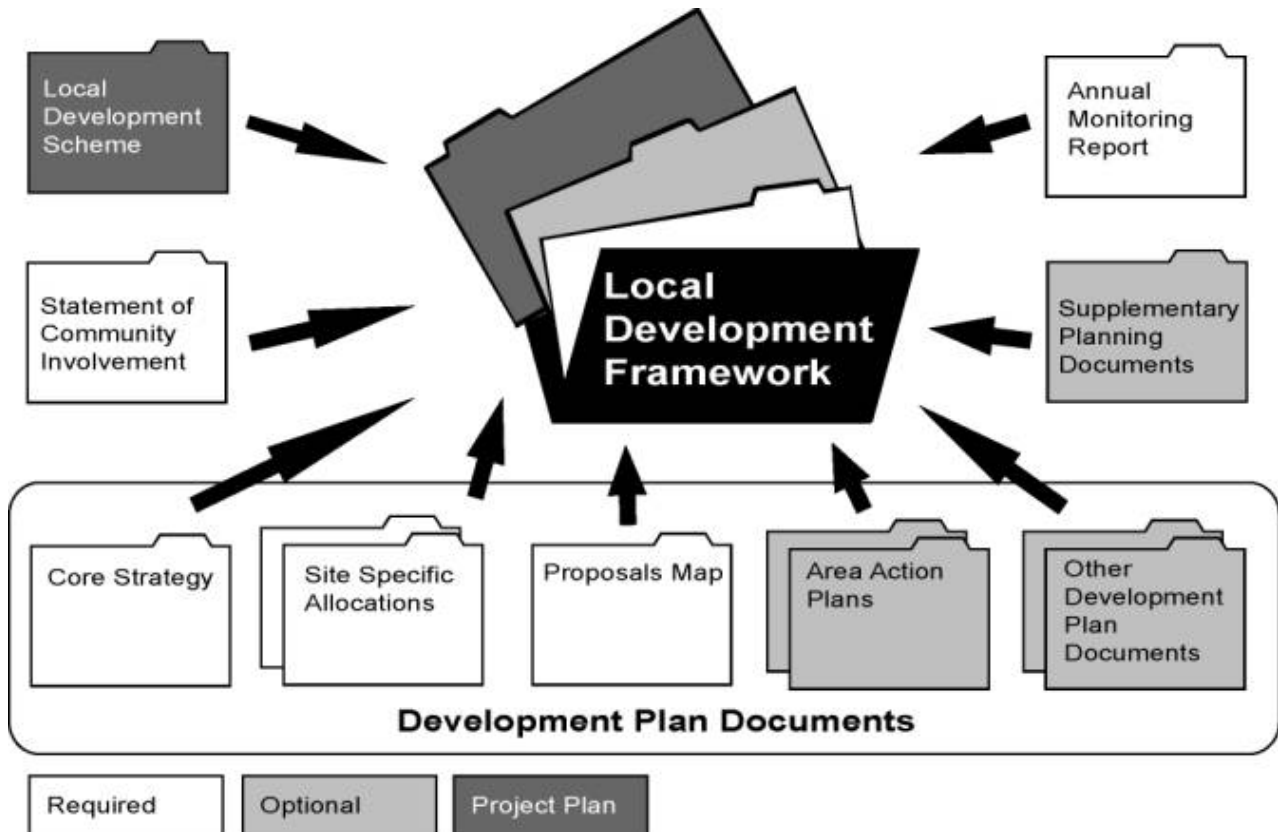 Local
Development
Scheme
Annual
Monitoring
Report
Statement of
Community
Involvement
Local
Development
Framework
Supplementary
Planning
Documents
Core Strategy
Site Specific
Allocations
Proposals Map
Area Action
Plans
Other
Development
Plan
Documents
Development Plan Documents
Required
Optional
Project Plan